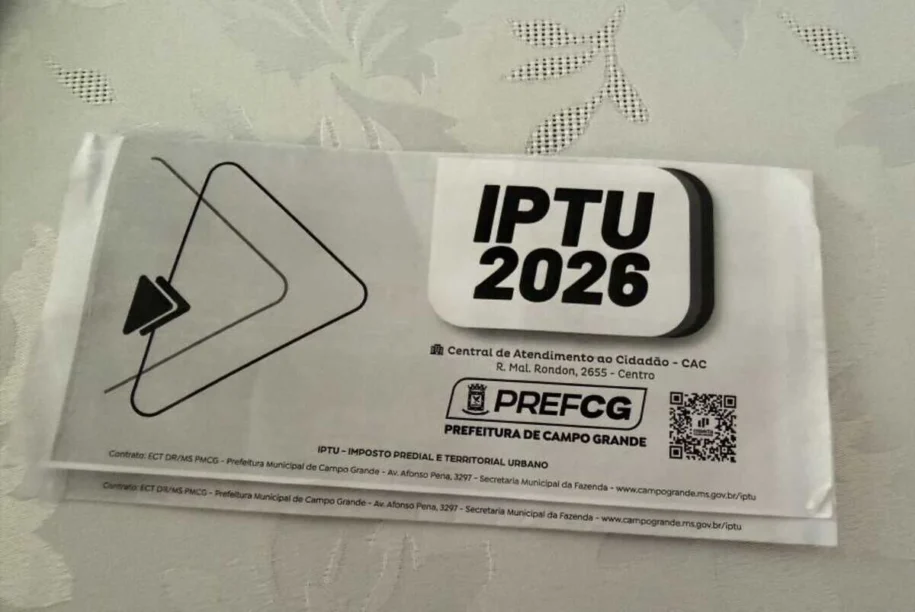 IPTU
2026
Central de Atendimento ao Cidadão - CAC
R. Mal. Rondon, 2655 - Centro
PREFCG
PREFEITURA DE CAMPO GRANDE
IPTU - IMPOSTO PREDIAL E TERRITORIAL URBANO
Contrato: ECT DR/MS PMCG - Prefeitura Municipal de Campo Grande - Av. Afonso Pena, 3297 - Secretaria Municipal da Fazenda - www.campogrande.ms.gov.br/iptu
Contrato: ECT DR/MS PMCG - Prefeitura Municipal de Campo Grande - Av. Afonso Pena, 3297 - Secretaria Municipal da Fazenda - www.campogrande.ms.gov.br/iptu